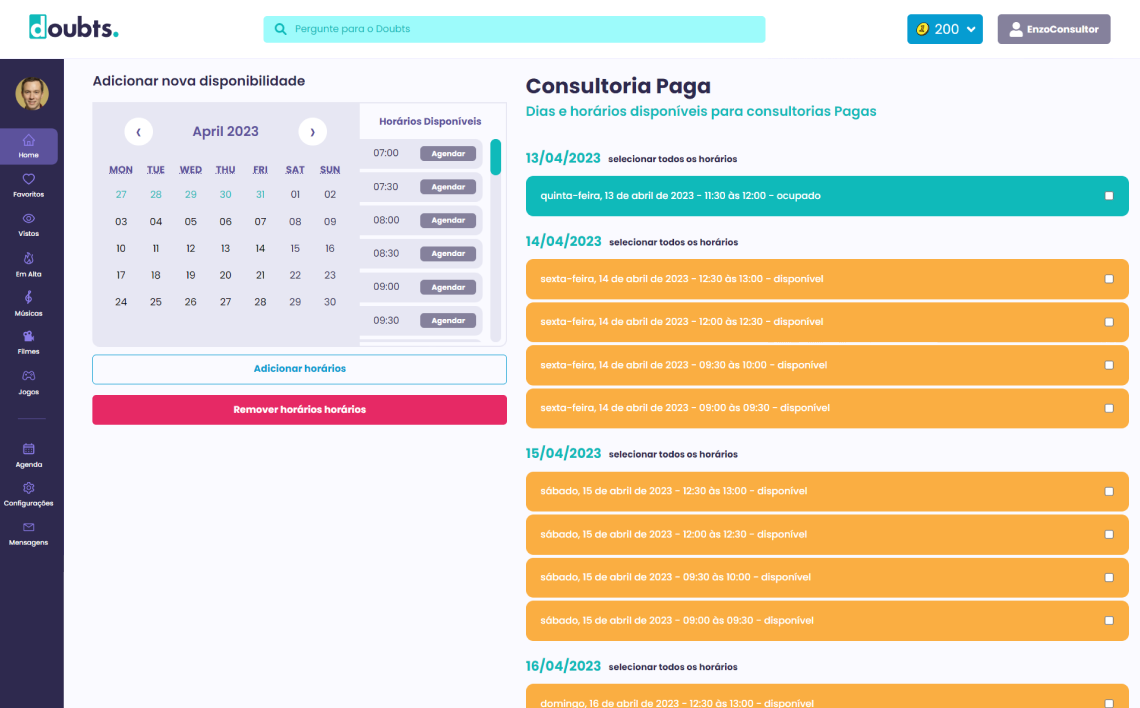 doubts.
Pergunte para o Doubts
200
EnzoConsultor
Home
Favoritos
Vistos
Em Alta
Músicas
Filmes
Jogos
Agenda
Configurações
Mensagens
Adicionar nova disponibilidade
‹ April 2023 ›
MON TUE WED THU FRI SAT SUN
27 28 29 30 31 01 02
03 04 05 06 07 08 09
10 11 12 13 14 15 16
17 18 19 20 21 22 23
24 25 26 27 28 29 30
Horários Disponíveis
07:00 Agendar
07:30 Agendar
08:00 Agendar
08:30 Agendar
09:00 Agendar
09:30 Agendar
Adicionar horários
Remover horários horários
Consultoria Paga
Dias e horários disponíveis para consultorias Pagas
13/04/2023 selecionar todos os horários
quinta-feira, 13 de abril de 2023 - 11:30 às 12:00 - ocupado
14/04/2023 selecionar todos os horários
sexta-feira, 14 de abril de 2023 - 12:30 às 13:00 - disponível
sexta-feira, 14 de abril de 2023 - 12:00 às 12:30 - disponível
sexta-feira, 14 de abril de 2023 - 09:30 às 10:00 - disponível
sexta-feira, 14 de abril de 2023 - 09:00 às 09:30 - disponível
15/04/2023 selecionar todos os horários
sábado, 15 de abril de 2023 - 12:30 às 13:00 - disponível
sábado, 15 de abril de 2023 - 12:00 às 12:30 - disponível
sábado, 15 de abril de 2023 - 09:30 às 10:00 - disponível
sábado, 15 de abril de 2023 - 09:00 às 09:30 - disponível
16/04/2023 selecionar todos os horários
domingo, 16 de abril de 2023 - 12:30 às 13:00 - disponível